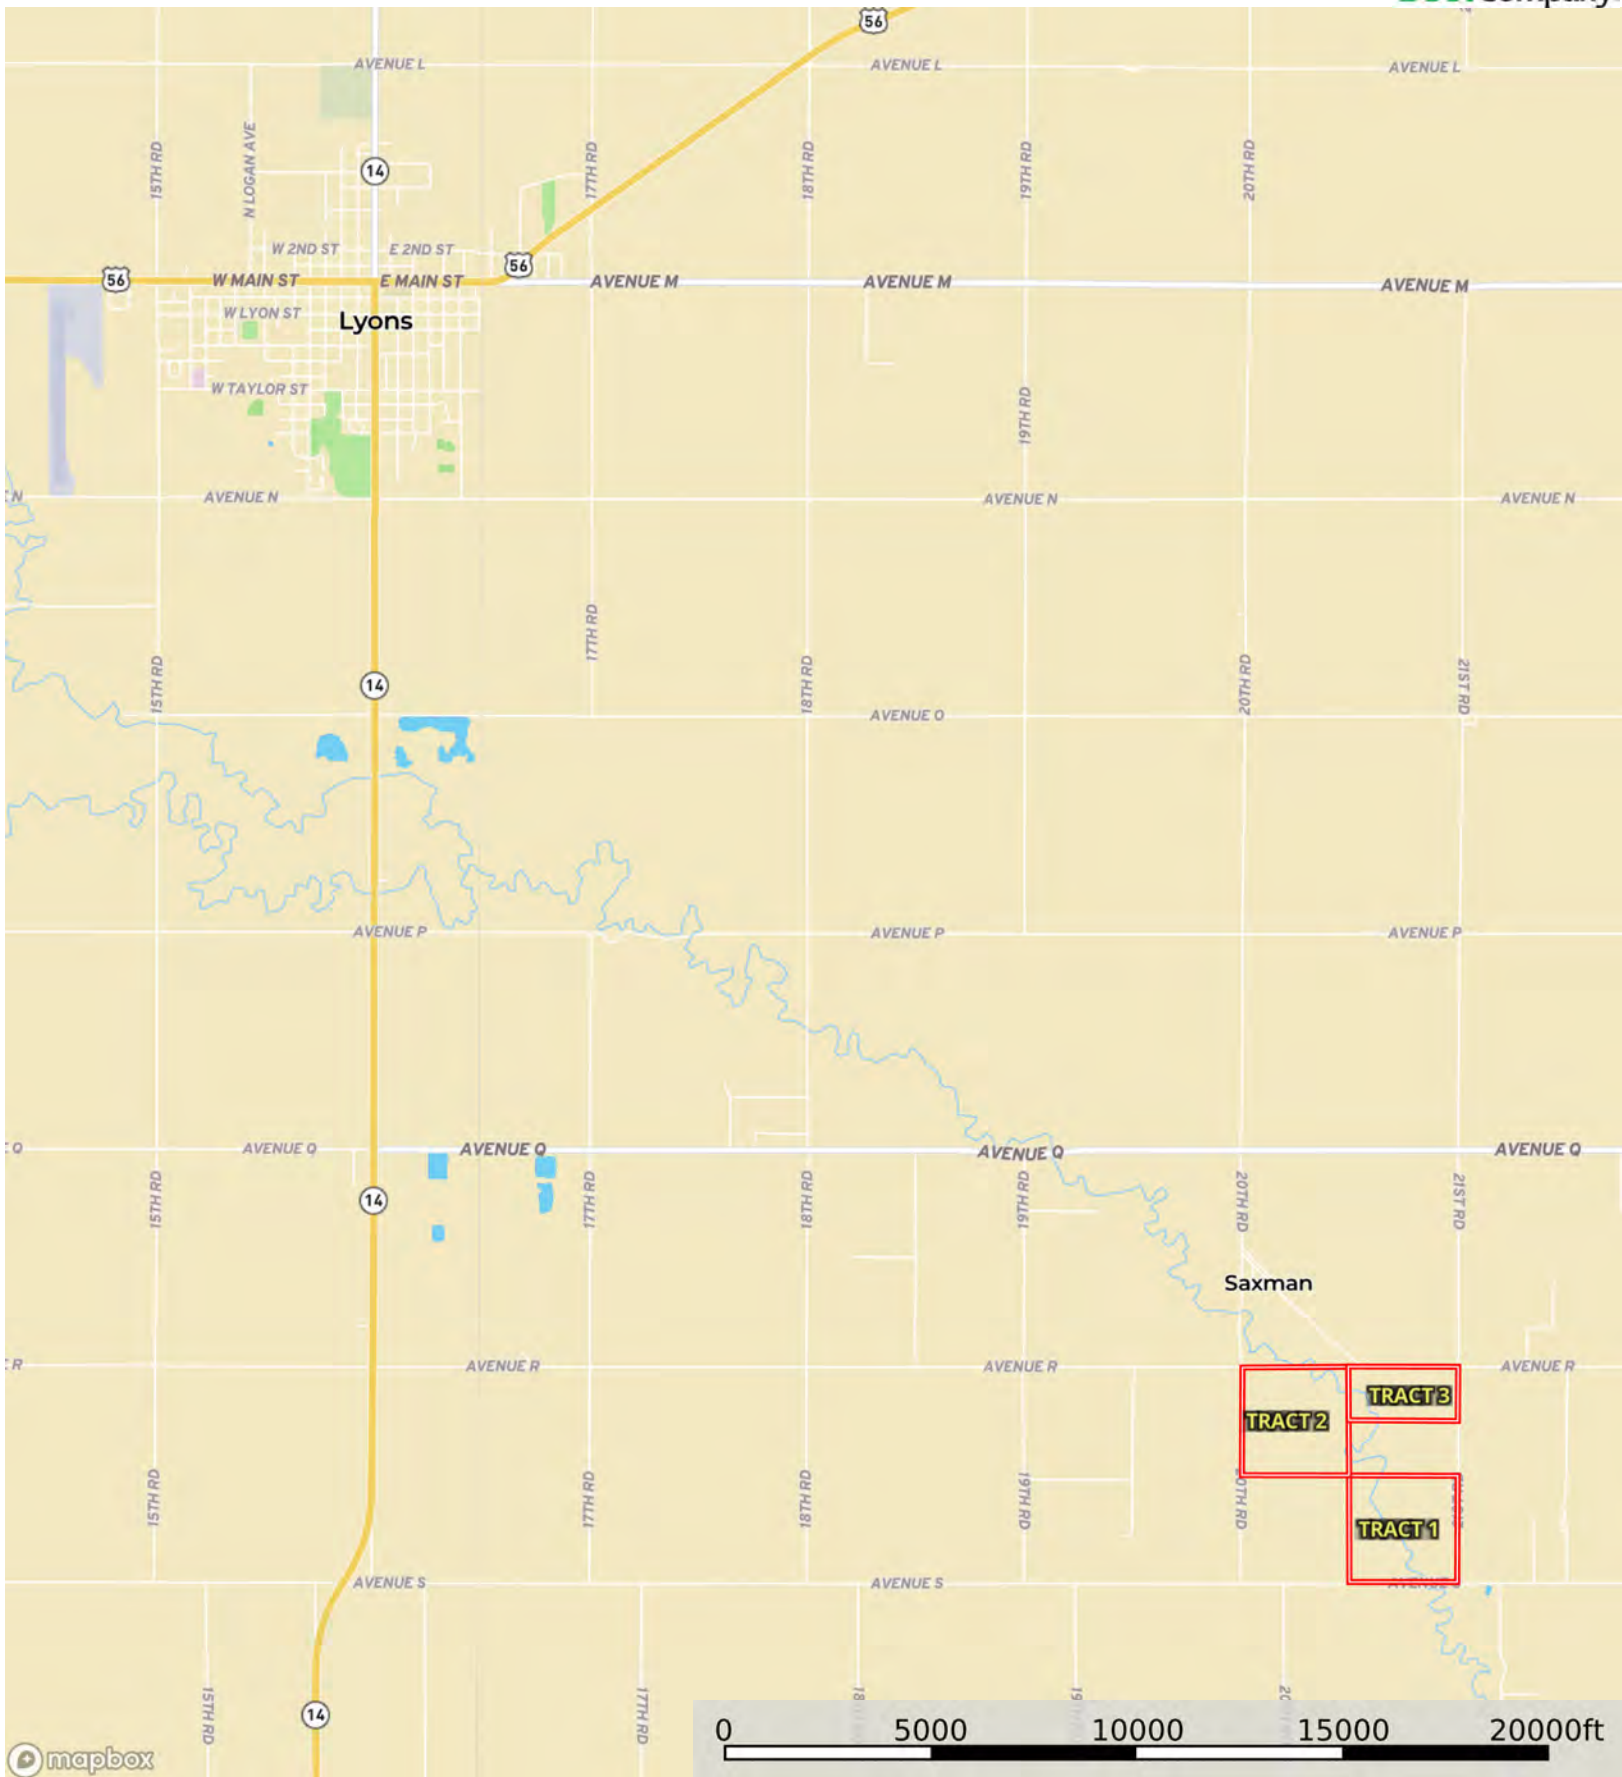 56
AVENUE L
AVENUE L
AVENUE L
15TH RD
N LOGAN AVE
14
17TH RD
18TH RD
19TH RD
20TH RD
W 2ND ST
E 2ND ST
56
56
W MAIN ST
E MAIN ST
AVENUE M
AVENUE M
AVENUE M
W LYON ST
Lyons
W TAYLOR ST
19TH RD
E N
AVENUE N
AVENUE N
AVENUE N
17TH RD
15TH RD
14
18TH RD
20TH RD
21ST RD
AVENUE O
AVENUE P
AVENUE P
AVENUE P
E Q
AVENUE Q
AVENUE Q
AVENUE Q
AVENUE Q
15TH RD
14
17TH RD
18TH RD
19TH RD
20TH RD
21ST RD
Saxman
E R
AVENUE R
AVENUE R
AVENUE R
TRACT 3
TRACT 2
15TH RD
17TH RD
18TH RD
19TH RD
20TH RD
TRACT 1
AVENUE S
AVENUE S
15TH RD
14
17TH RD
18
19
20
0 5000 10000 15000 20000ft
mapbox